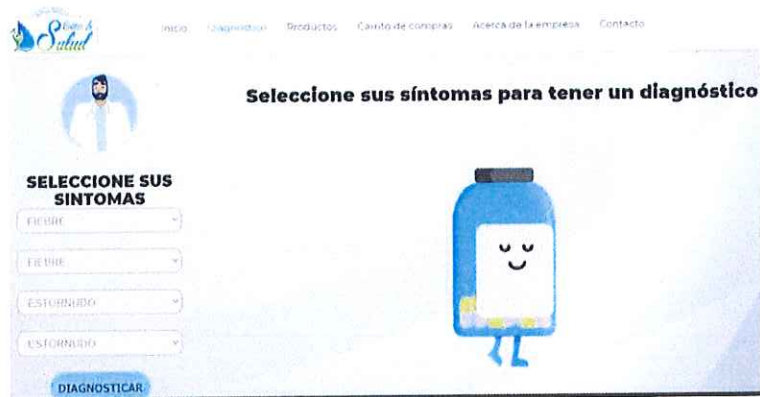 Salud
Inicio Diagnóstico Productos Carrito de compras Acerca de la empresa Contacto
Seleccione sus síntomas para tener un diagnóstico
SELECCIONE SUS
SINTOMAS
FIEBRE
FIEBRE
ESTORNUDO
ESTORNUDO
DIAGNOSTICAR